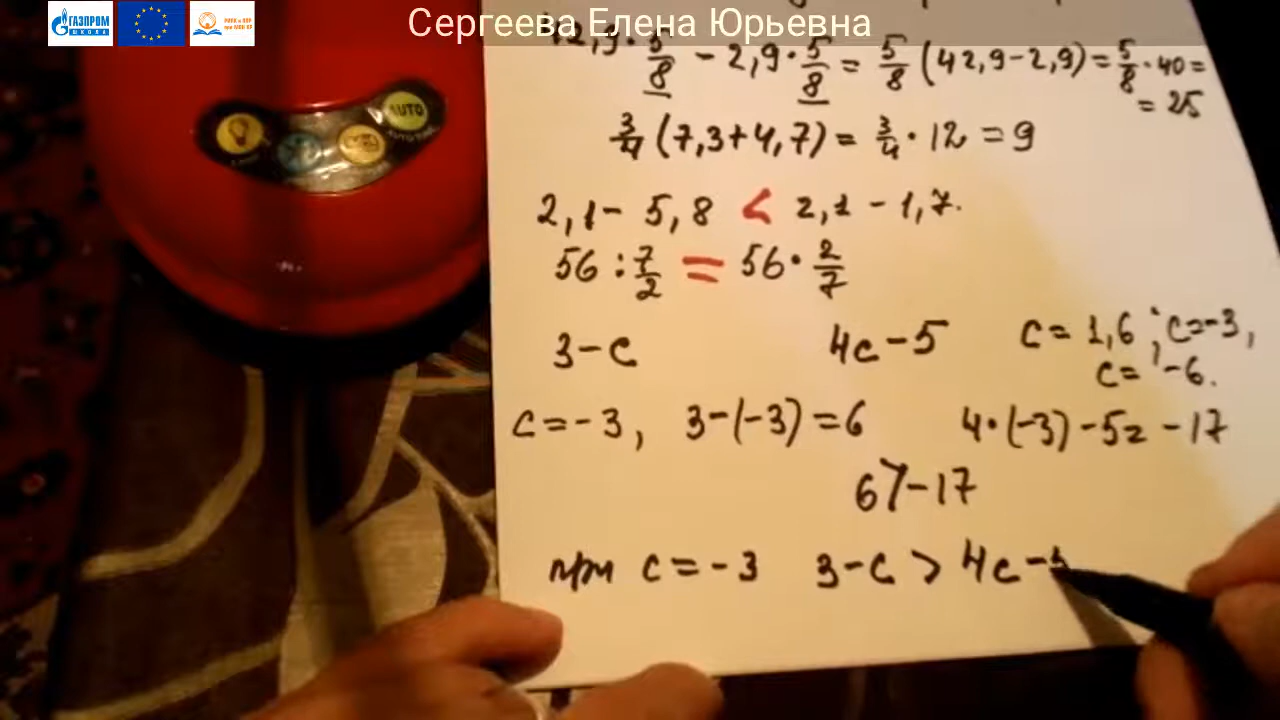 Сергеева Елена Юрьевна
ГАЗПРОМ
ШКОЛА
42,9 · 5/8 - 2,9 · 5/8 = 5/8 (42,9-2,9) = 5/8 · 40 =
= 25
3/4 (7,3+4,7) = 3/4 · 12 = 9
2,1 - 5,8 < 2,1 - 1,7.
56 : 7/2 = 56 · 2/7
3-c 4c-5 c = 1,6 ; c=-3,
c = -6.
c = -3, 3-(-3) = 6 4·(-3)-5= -17
6>-17
при c = -3 3-c > 4c-5
AUTO